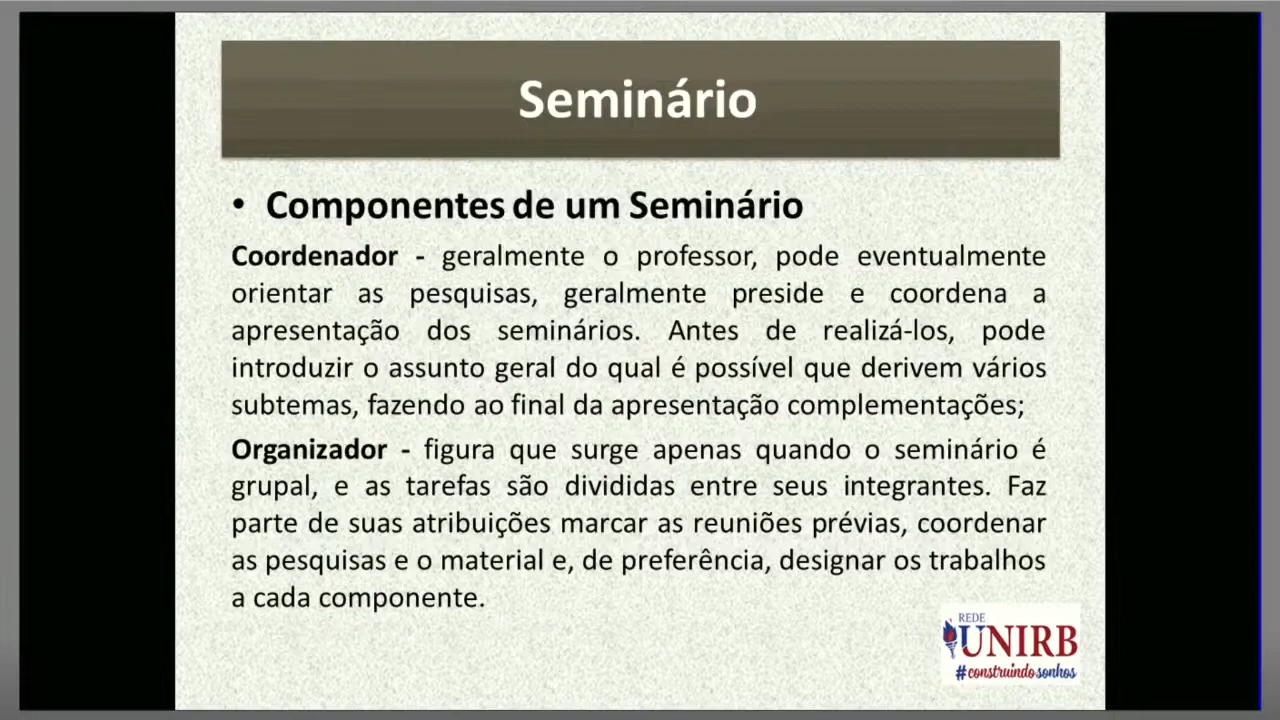 Seminário
• Componentes de um Seminário
Coordenador - geralmente o professor, pode eventualmente
orientar as pesquisas, geralmente preside e coordena a
apresentação dos seminários. Antes de realizá-los, pode
introduzir o assunto geral do qual é possível que derivem vários
subtemas, fazendo ao final da apresentação complementações;
Organizador - figura que surge apenas quando o seminário é
grupal, e as tarefas são divididas entre seus integrantes. Faz
parte de suas atribuições marcar as reuniões prévias, coordenar
as pesquisas e o material e, de preferência, designar os trabalhos
a cada componente.
REDE
UNIRB
#construindosonhos